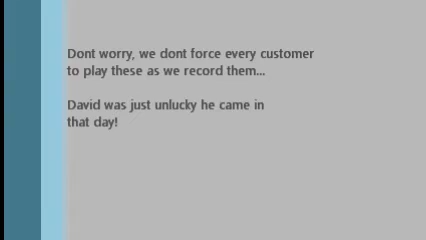 Dont worry, we dont force every customer
to play these as we record them...
David was just unlucky he came in
that day!